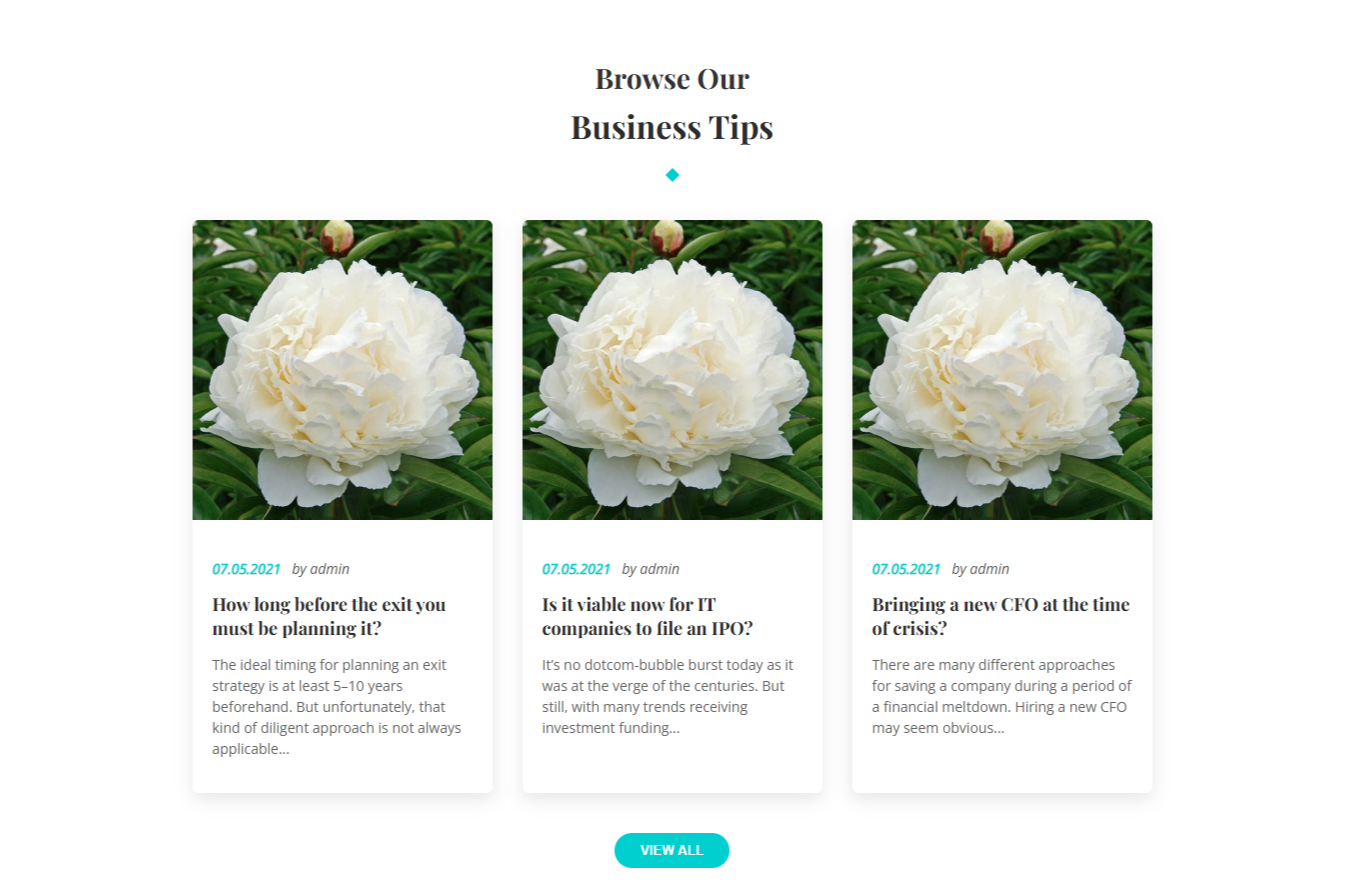 Browse Our
Business Tips
07.05.2021 by admin
How long before the exit you
must be planning it?
The ideal timing for planning an exit
strategy is at least 5–10 years
beforehand. But unfortunately, that
kind of diligent approach is not always
applicable...
07.05.2021 by admin
Is it viable now for IT
companies to file an IPO?
It’s no dotcom-bubble burst today as it
was at the verge of the centuries. But
still, with many trends receiving
investment funding...
07.05.2021 by admin
Bringing a new CFO at the time
of crisis?
There are many different approaches
for saving a company during a period of
a financial meltdown. Hiring a new CFO
may seem obvious...
VIEW ALL